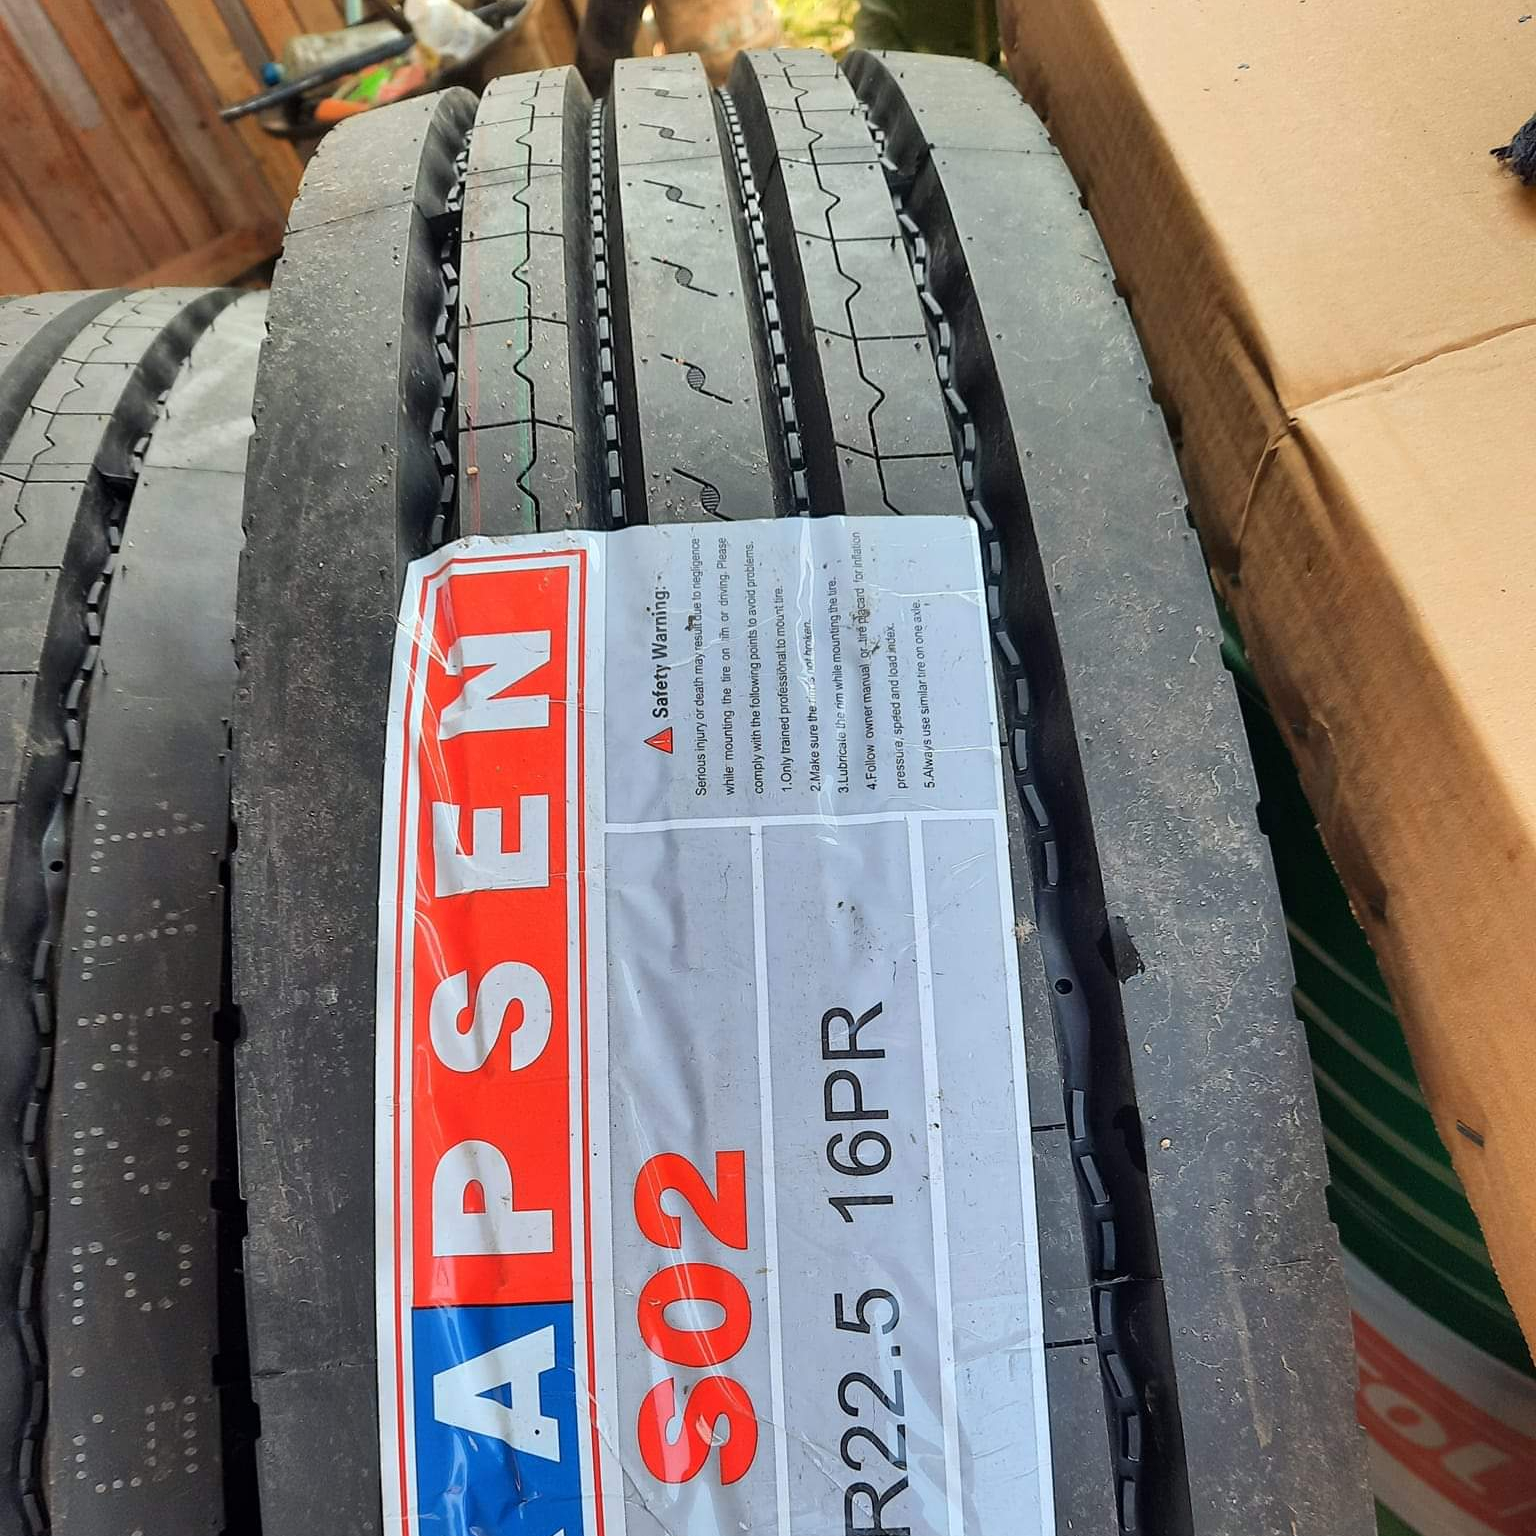 APSEN
⚠ Safety Warning:
Serious injury or death may result due to negligence
while mounting the tire on rim or driving. Please
comply with the following points to avoid problems.
1.Only trained professional to mount tire.
2.Make sure the rim is not broken.
3.Lubricate the rim while mounting the tire.
4.Follow owner manual or tire placard for inflation
pressure, speed and load index.
5.Always use similar tire on one axle.
S02
R22.5 16PR